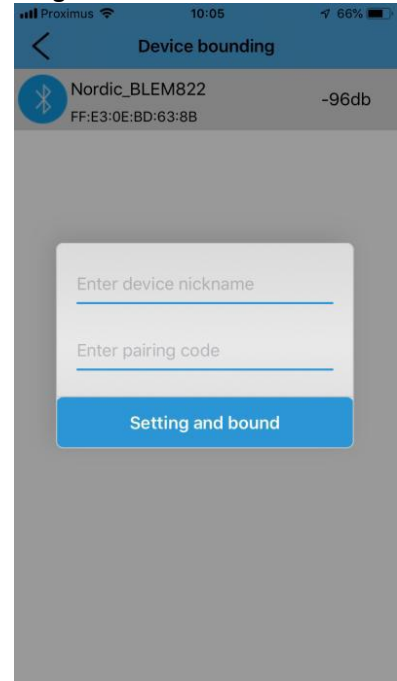 Proximus 10:05 66%
Device bounding
Nordic_BLEM822 -96db
FF:E3:0E:BD:63:8B
Enter device nickname
Enter pairing code
Setting and bound